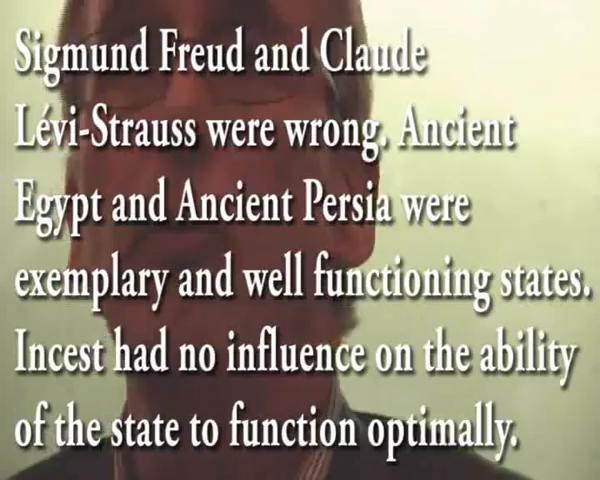 Sigmund Freud and Claude
Lévi-Strauss were wrong. Ancient
Egypt and Ancient Persia were
exemplary and well functioning states.
Incest had no influence on the ability
of the state to function optimally.